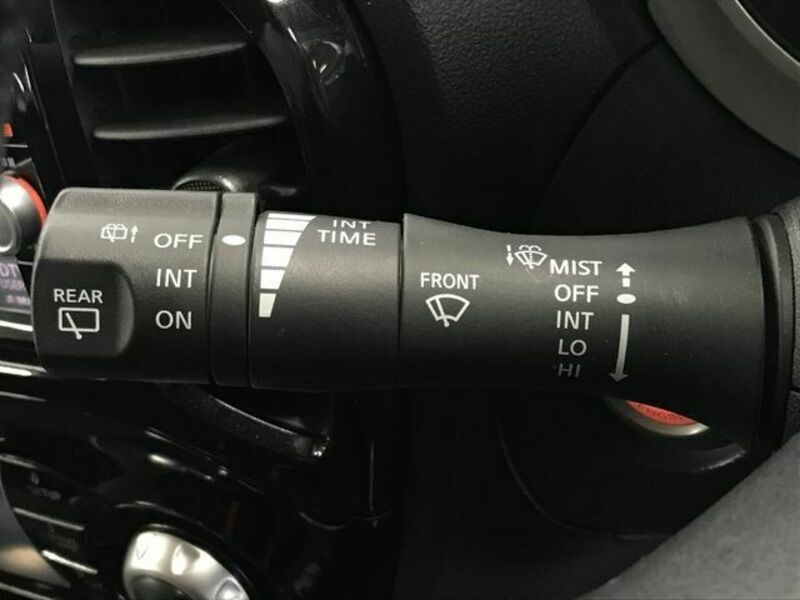 OFF
INT
ON
REAR
INT
TIME
FRONT
MIST
OFF
INT
LO
HI